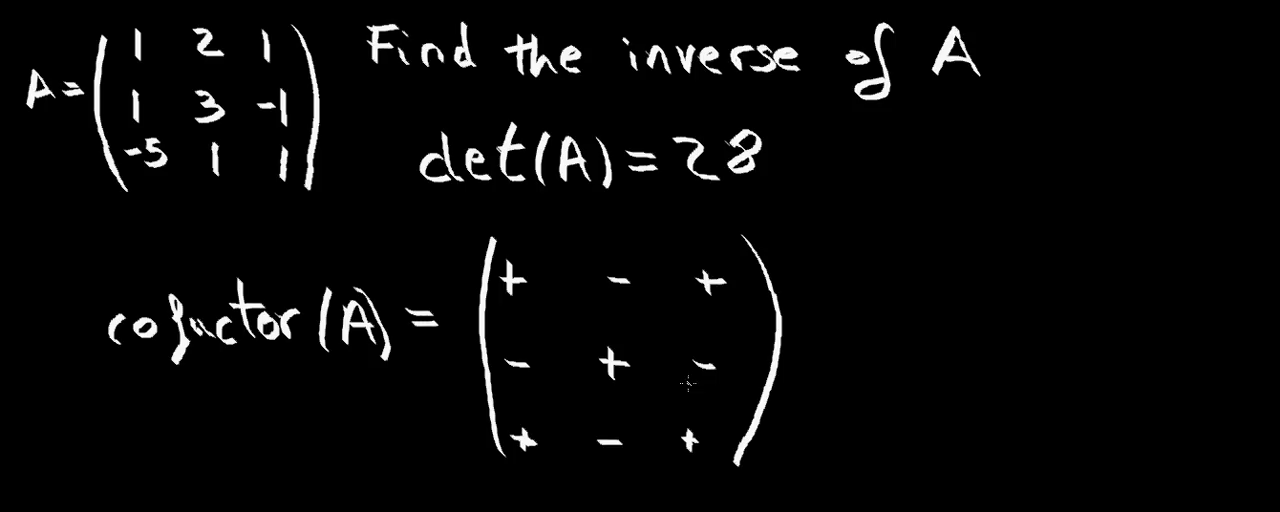 A = ( 1 2 1 Find the inverse of A
1 3 -1
-5 1 1 ) det(A) = 28
cofactor(A) = ( + - +
- + -
+ - + )